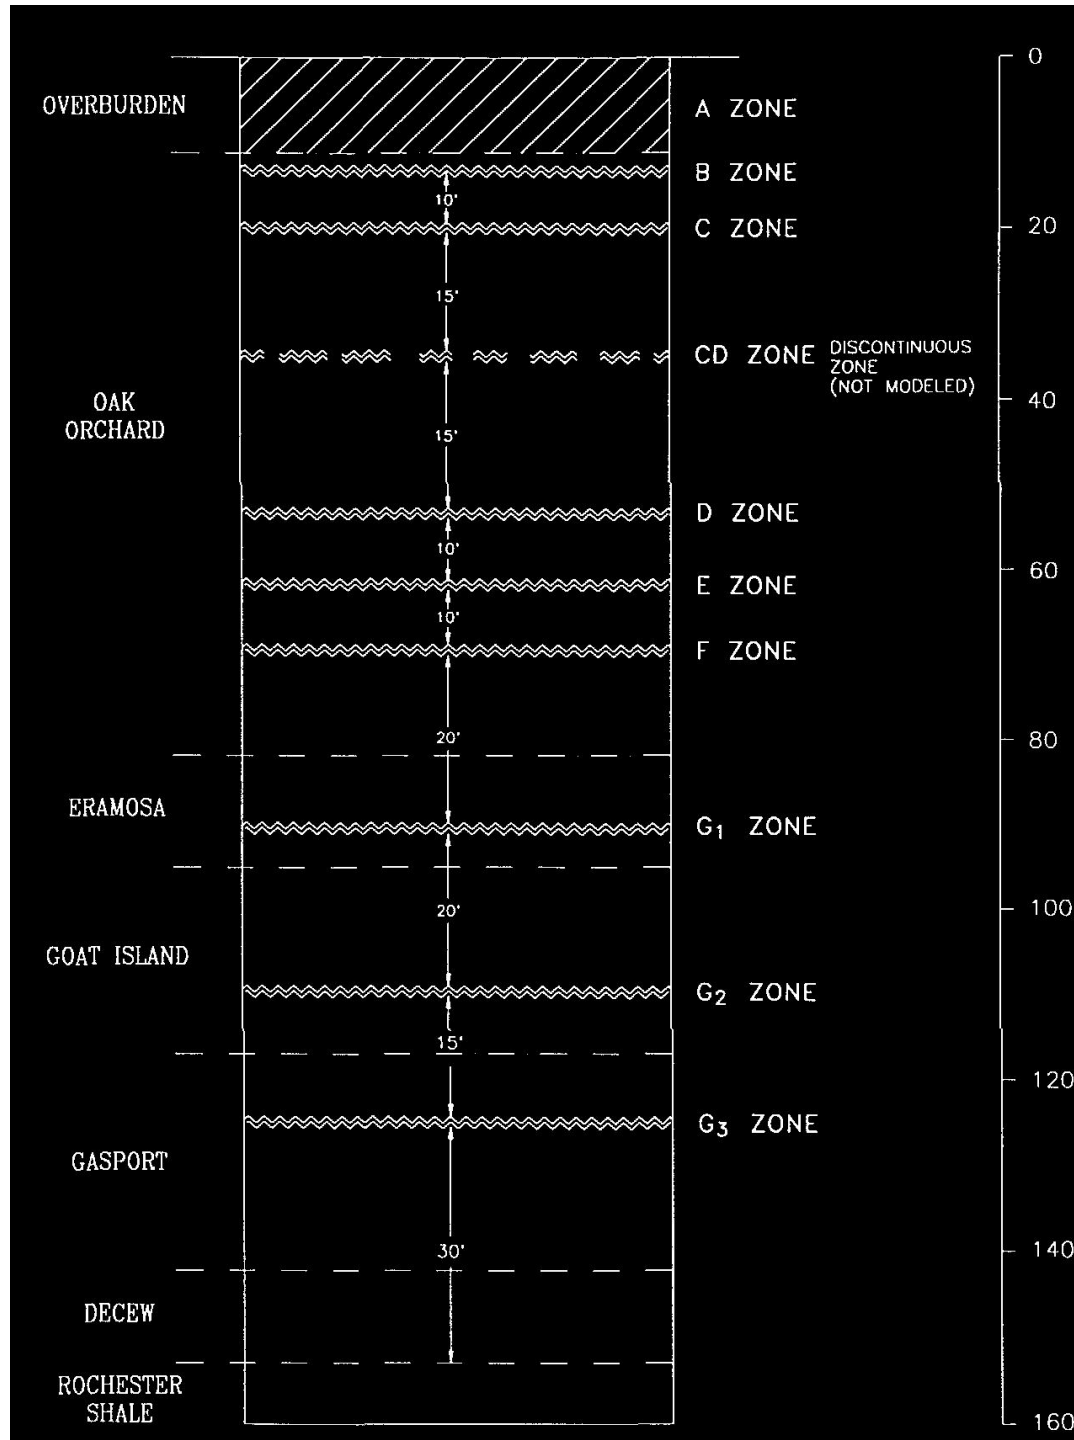 0
OVERBURDEN
A ZONE
B ZONE
10'
C ZONE
20
15'
CD ZONE DISCONTINUOUS
ZONE
(NOT MODELED)
OAK
ORCHARD
40
15'
D ZONE
10'
60
E ZONE
10'
F ZONE
20'
80
ERAMOSA
G1 ZONE
20'
100
GOAT ISLAND
G2 ZONE
15'
120
G3 ZONE
GASPORT
30'
140
DECEW
ROCHESTER
SHALE
160